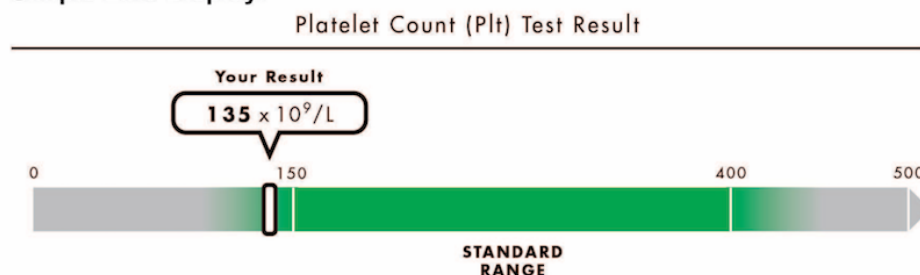 Platelet Count (Plt) Test Result
Your Result
135 x 10⁹/L
0 150 400 500
STANDARD
RANGE